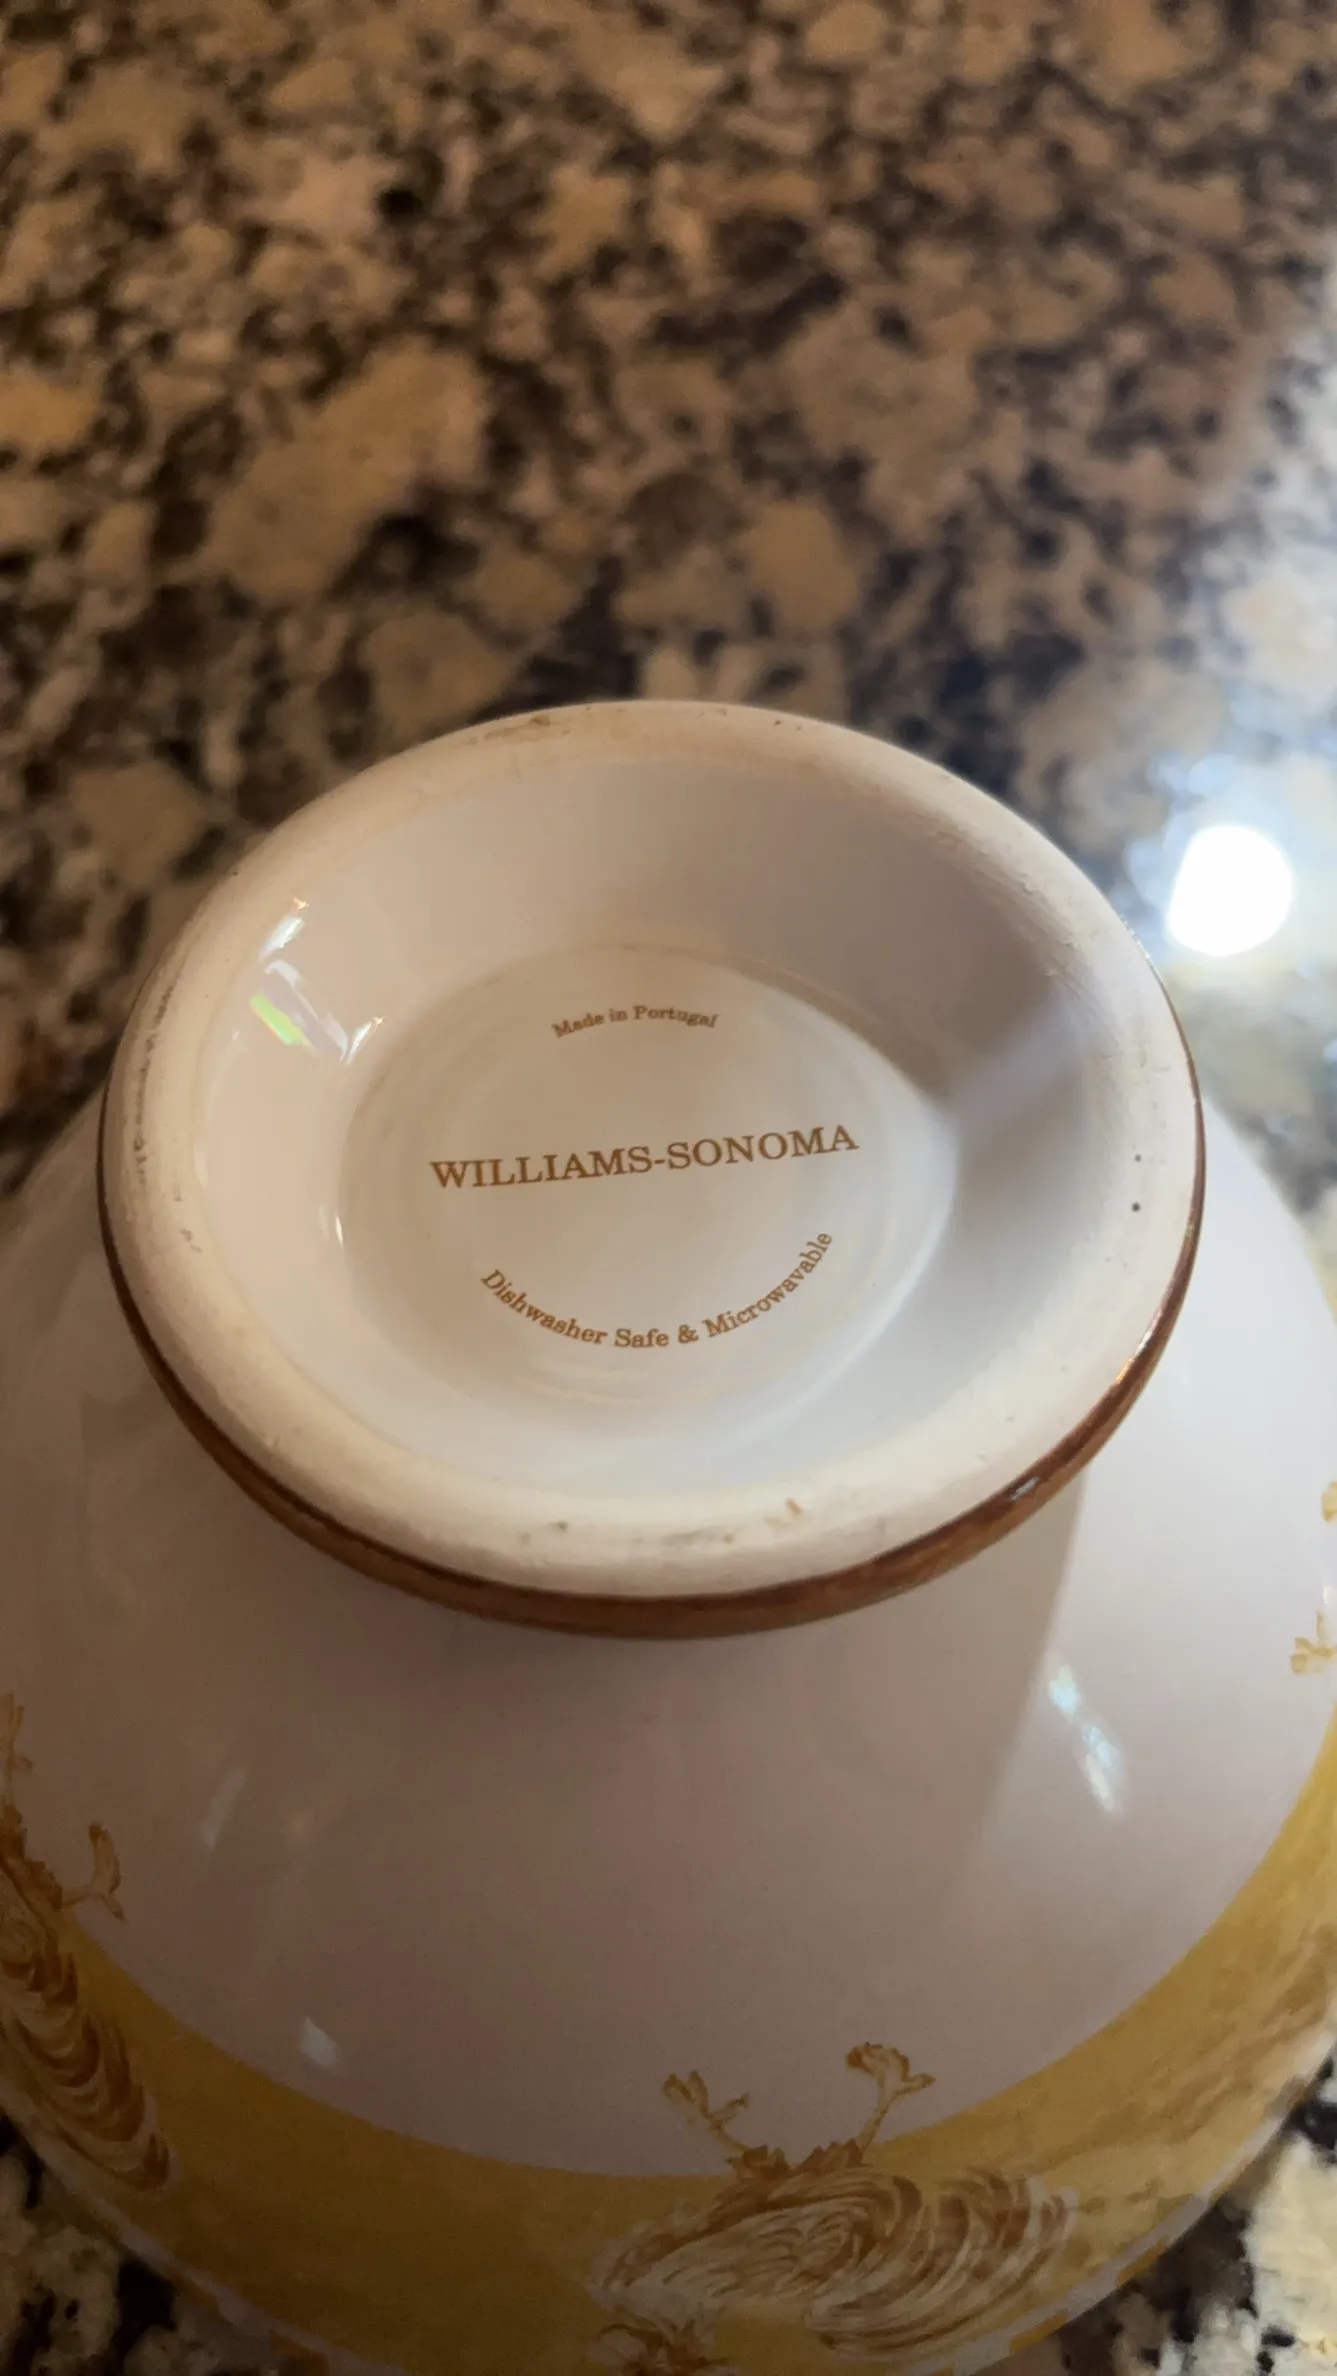 Made in Portugal
WILLIAMS-SONOMA
Dishwasher Safe & Microwavable